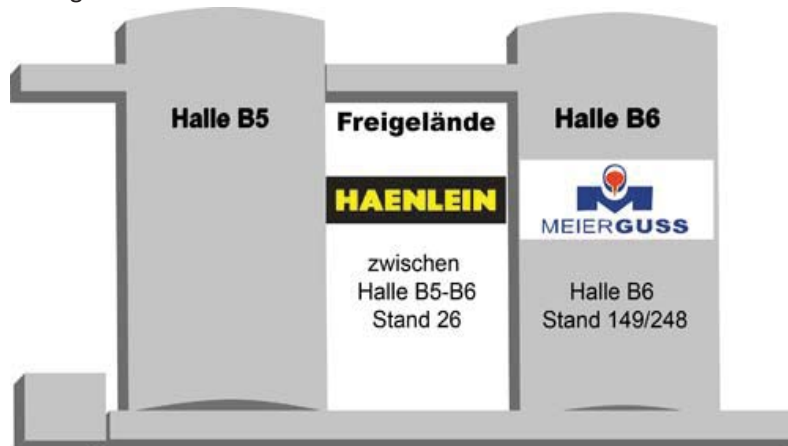 Halle B5
Freigelände
Halle B6
HAENLEIN
MEIERGUSS
zwischen
Halle B5-B6
Stand 26
Halle B6
Stand 149/248